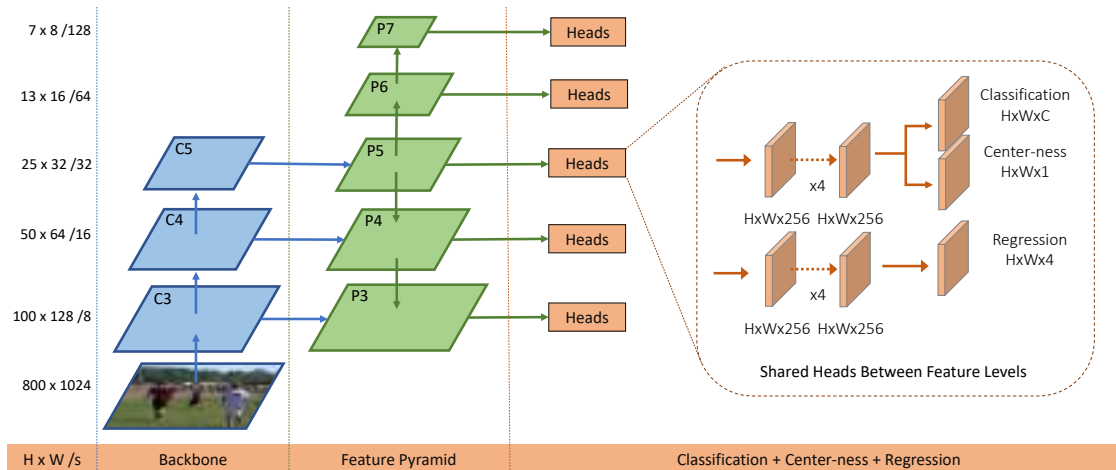 7 x 8 /128
P7
Heads
13 x 16 /64
P6
Heads
25 x 32 /32
C5
P5
Heads
50 x 64 /16
C4
P4
Heads
100 x 128 /8
C3
P3
Heads
800 x 1024
Classification
HxWxC
Center-ness
HxWx1
x4
HxWx256 HxWx256
Regression
HxWx4
x4
HxWx256 HxWx256
Shared Heads Between Feature Levels
H x W /s Backbone Feature Pyramid Classification + Center-ness + Regression